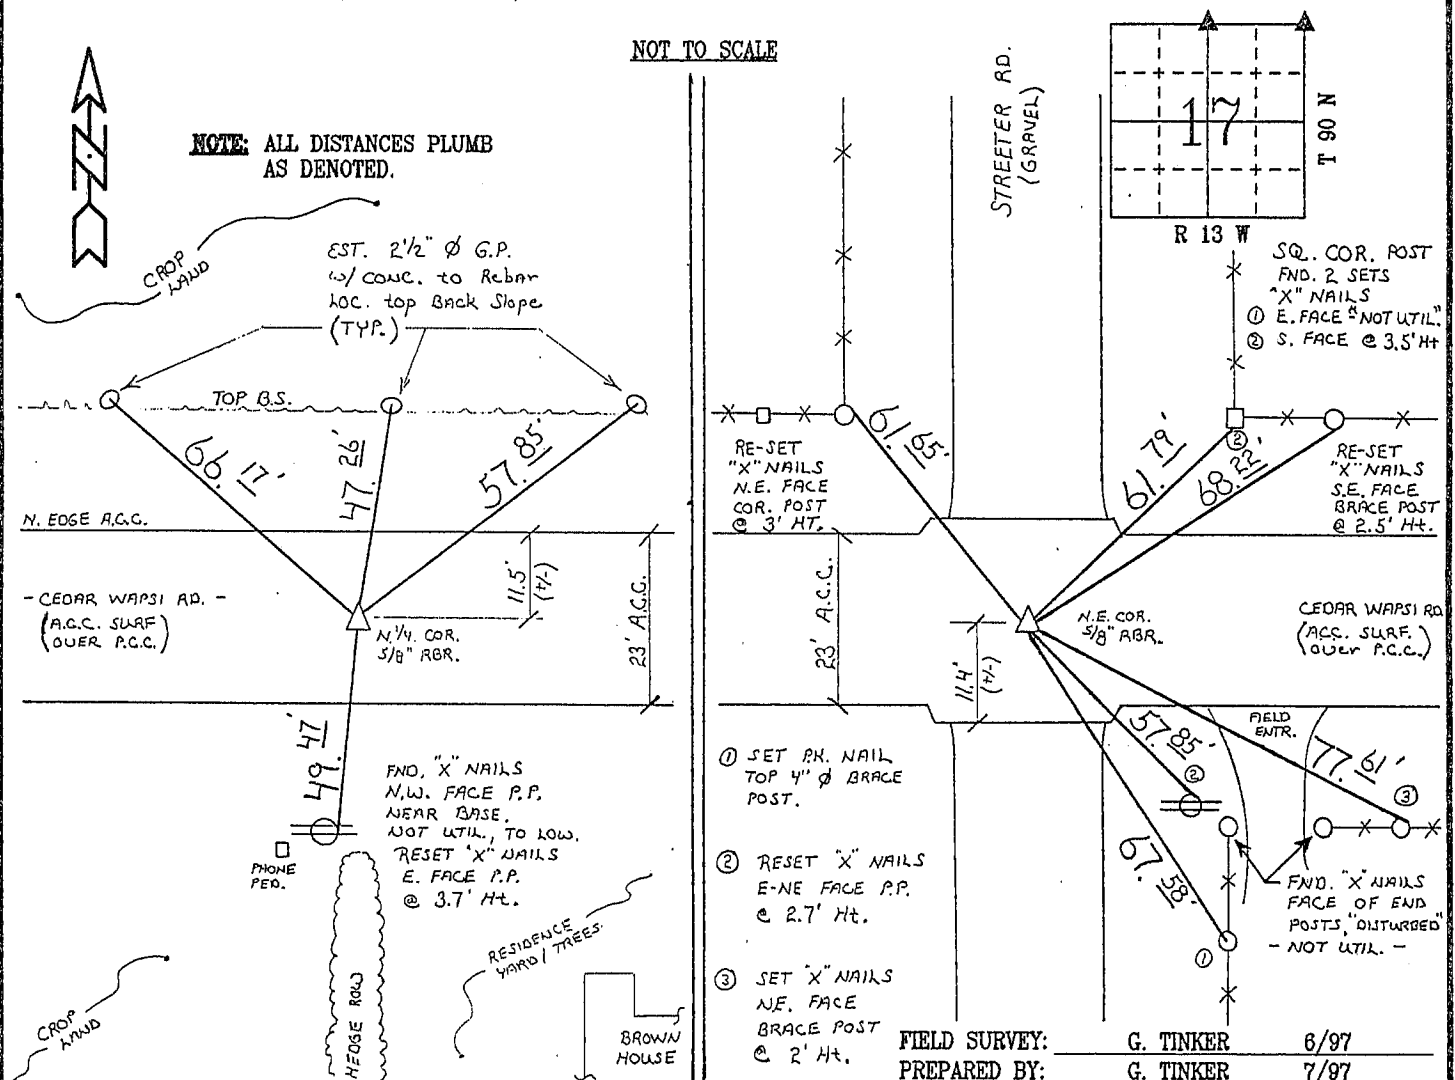 NOT TO SCALE
NOTE: ALL DISTANCES PLUMB
AS DENOTED.
N
CROP
LAND
EST. 2 1/2" Ø G.P.
w/ CONC. to Rebar
LOC. top Back Slope
(TYP.)
TOP B.S.
66.17'
47.26'
57.85'
N. EDGE A.C.C.
- CEDAR WAPSI RD. -
(A.C.C. SURF
OVER P.C.C.)
N. 1/4. COR.
5/8" RBR.
11.5'
(+/-)
23' A.C.C.
49.47'
FND. "X" NAILS
N.W. FACE P.P.
NEAR BASE.
NOT UTIL., TO LOW.
RESET "X" NAILS
E. FACE P.P.
@ 3.7' Ht.
PHONE
PED.
RESIDENCE
YARD / TREES.
CROP
LAND
HEDGE ROW
BROWN
HOUSE
STREETER RD.
(GRAVEL)
17
T 90 N
R 13 W
SQ. COR. POST
FND. 2 SETS
"X" NAILS
① E. FACE "NOT UTIL."
② S. FACE @ 3.5' Ht
61.65'
61.79'
②
68.22'
RE-SET
"X" NAILS
N.E. FACE
COR. POST
@ 3' HT.
RE-SET
"X" NAILS
S.E. FACE
BRACE POST
@ 2.5' Ht.
23' A.C.C.
11.4'
(+/-)
N.E. COR.
5/8" RBR.
CEDAR WAPSI RD
(ACC. SURF.
OVER P.C.C.)
FIELD
ENTR.
57.85'
②
77.61'
③
67.58'
①
① SET P.K. NAIL
TOP 4" Ø BRACE
POST.
② RESET "X" NAILS
E-NE FACE P.P.
@ 2.7' Ht.
③ SET "X" NAILS
NE. FACE
BRACE POST
@ 2' Ht.
FND. "X" NAILS
FACE OF END
POSTS, "DISTURBED"
- NOT UTIL. -
FIELD SURVEY: G. TINKER 6/97
PREPARED BY: G. TINKER 7/97